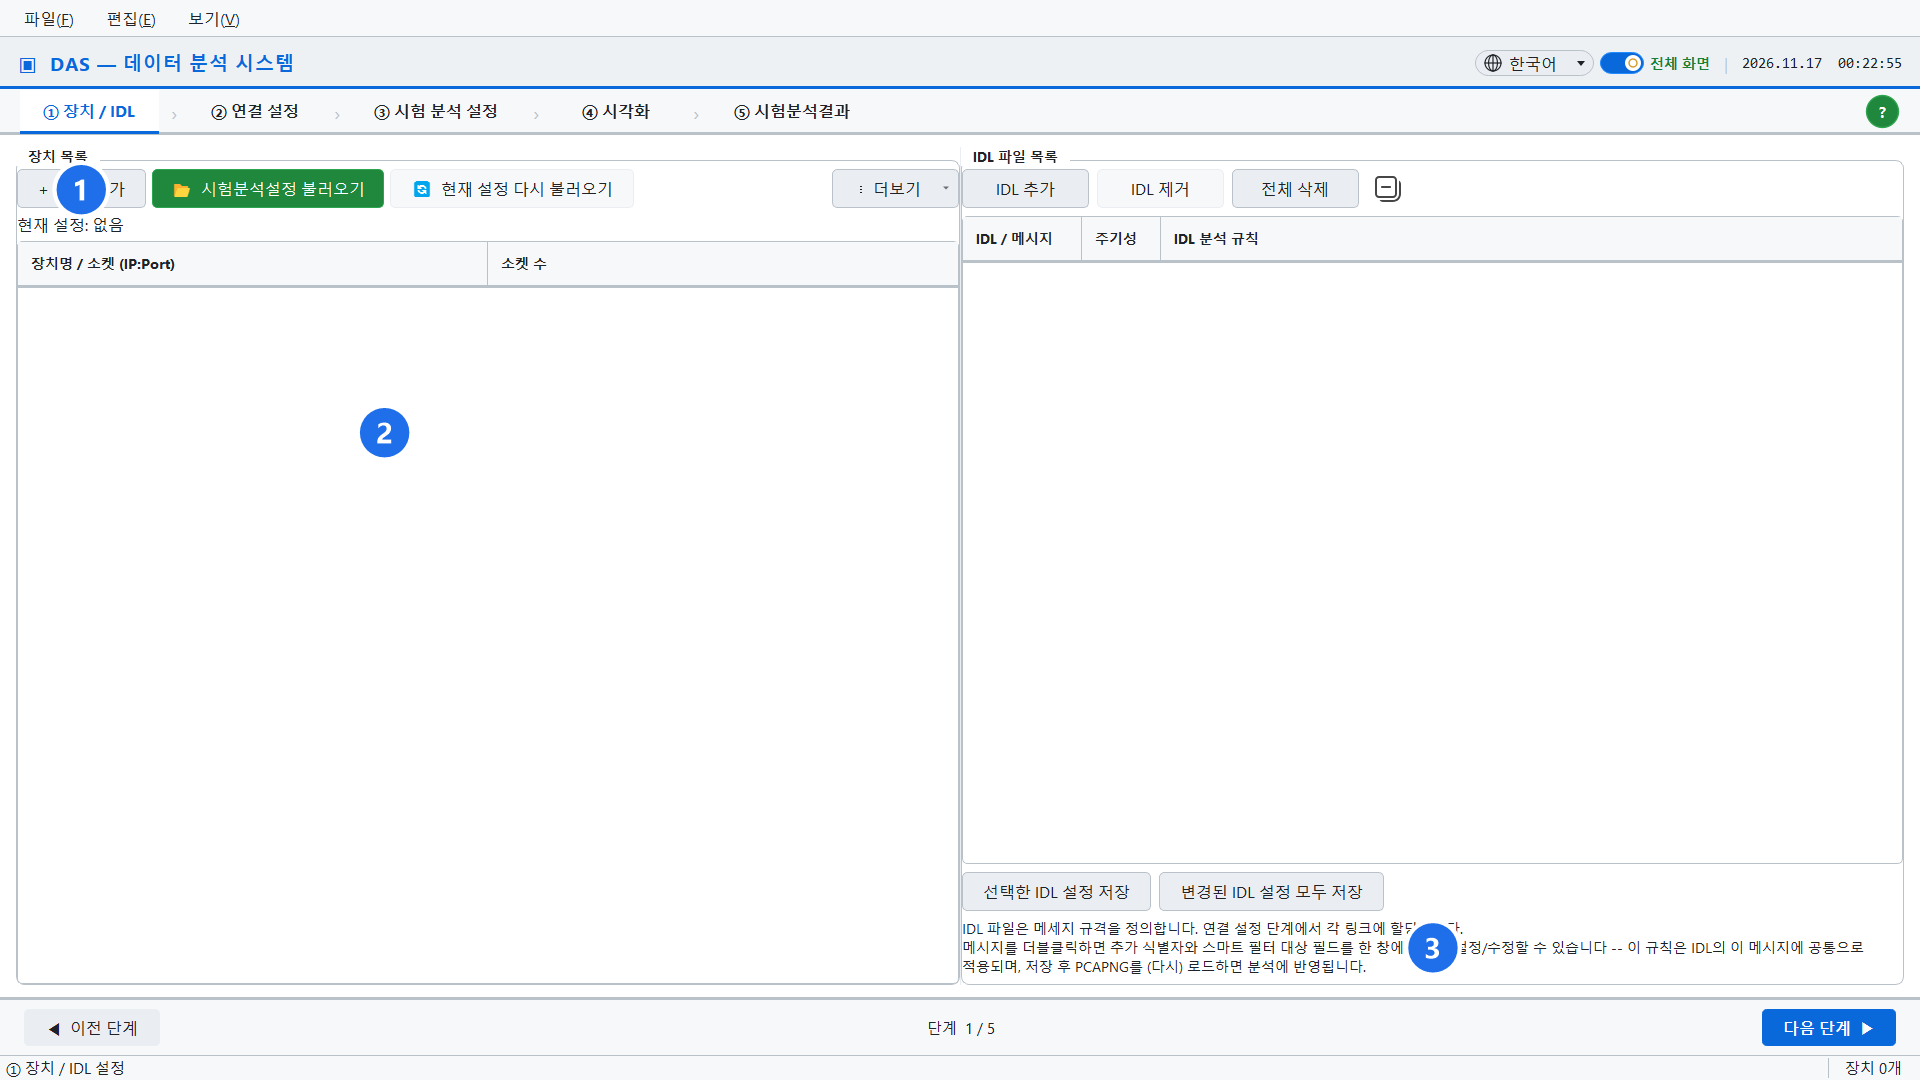 파일(F) 편집(E) 보기(V)
DAS — 데이터 분석 시스템
한국어 전체 화면 | 2026.11.17 00:22:55
① 장치 / IDL › ② 연결 설정 › ③ 시험 분석 설정 › ④ 시각화 › ⑤ 시험분석결과 ?
장치 목록
+ 1 가 시험분석설정 불러오기 현재 설정 다시 불러오기 ⋮ 더보기
현재 설정: 없음
장치명 / 소켓 (IP:Port) 소켓 수
2
IDL 파일 목록
IDL 추가 IDL 제거 전체 삭제
IDL / 메시지 주기성 IDL 분석 규칙
선택한 IDL 설정 저장 변경된 IDL 설정 모두 저장
IDL 파일은 메세지 규격을 정의합니다. 연결 설정 단계에서 각 링크에
메시지를 더블클릭하면 추가 식별자와 스마트 필터 대상 필드를 한 창에 3 설정/수정할 수 있습니다 -- 이 규칙은 IDL의 이 메시지에 공통으로
적용되며, 저장 후 PCAPNG를 (다시) 로드하면 분석에 반영됩니다.
◀ 이전 단계 단계 1 / 5 다음 단계 ▶
① 장치 / IDL 설정 장치 0개